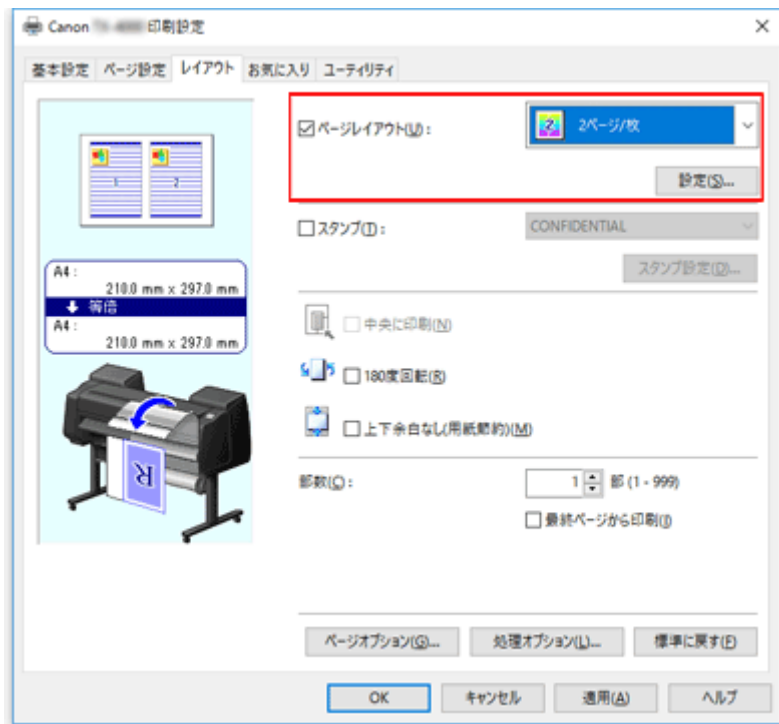 Canon 印刷設定
基本設定 ページ設定 レイアウト お気に入り ユーティリティ
☑ページレイアウト(U): 2ページ/枚
設定(S)...
1 2
□スタンプ(T): CONFIDENTIAL
スタンプ設定(D)...
A4:
210.0 mm x 297.0 mm
等倍
A4:
210.0 mm x 297.0 mm
□中央に印刷(N)
□180度回転(R)
□上下余白なし(用紙節約)(M)
R
部数(C): 1 部 (1 - 999)
□最終ページから印刷(I)
ページオプション(G)... 処理オプション(L)... 標準に戻す(F)
OK キャンセル 適用(A) ヘルプ